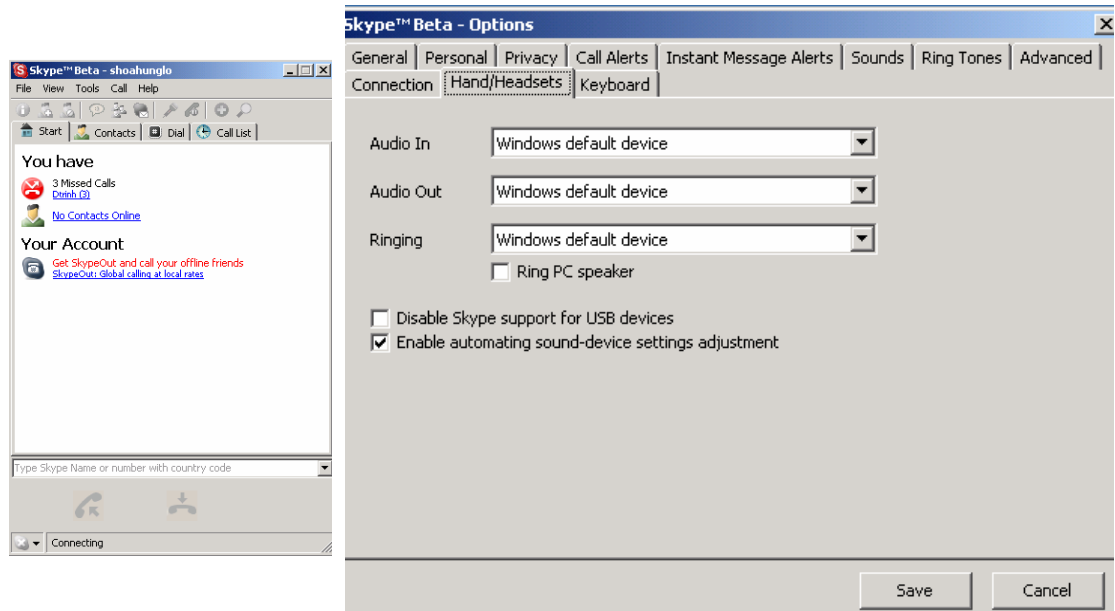 Skype™ Beta - shoahunglo
File View Tools Call Help
Start Contacts Dial Call List
You have
3 Missed Calls
Dtrinh (3)
No Contacts Online
Your Account
Get SkypeOut and call your offline friends
SkypeOut: Global calling at local rates
Type Skype Name or number with country code
Connecting
Skype™ Beta - Options
General Personal Privacy Call Alerts Instant Message Alerts Sounds Ring Tones Advanced
Connection Hand/Headsets Keyboard
Audio In Windows default device
Audio Out Windows default device
Ringing Windows default device
Ring PC speaker
Disable Skype support for USB devices
Enable automating sound-device settings adjustment
Save Cancel